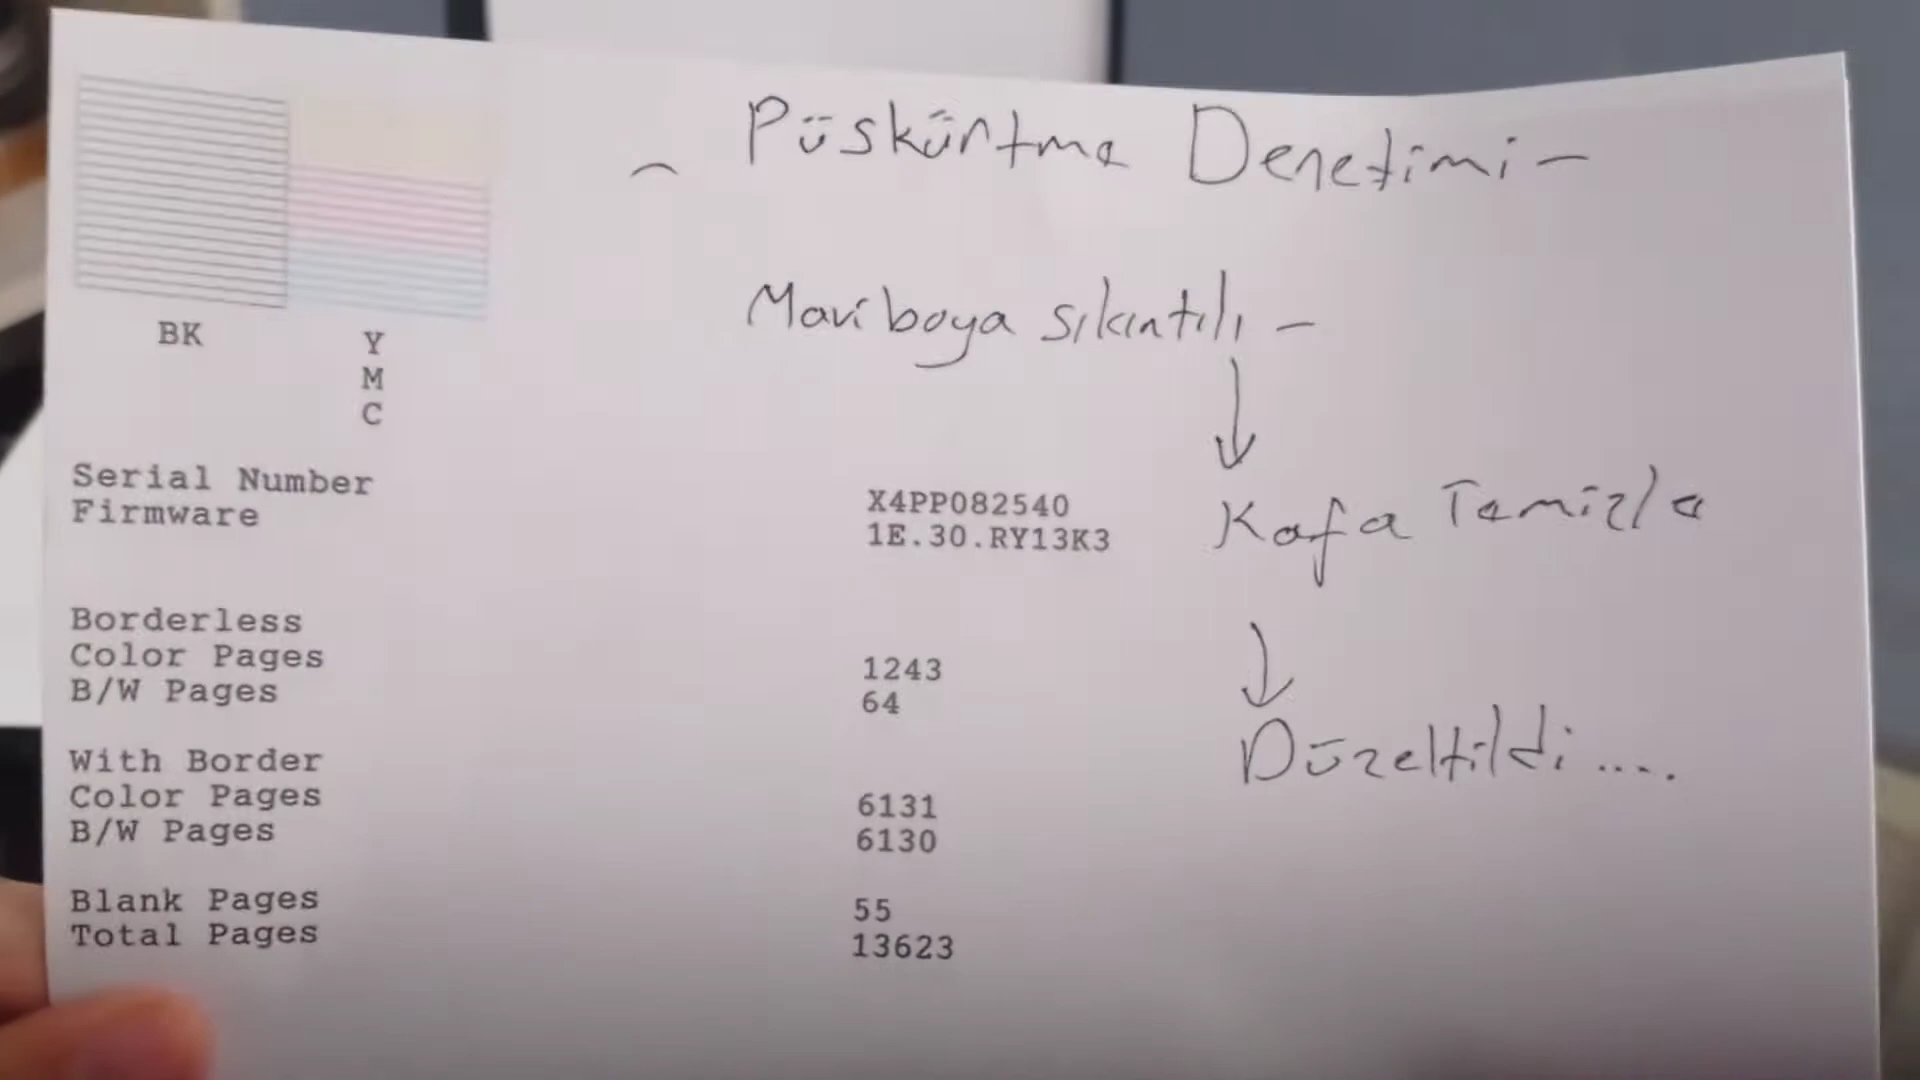 - Püskürtme Denetimi -
Mavi boya sıkıntılı -
BK
Y
M
C
Serial Number X4PP082540
Firmware 1E.30.RY13K3
Kafa Temizle
Borderless
Color Pages 1243
B/W Pages 64
Düzeltildi....
With Border
Color Pages 6131
B/W Pages 6130
Blank Pages 55
Total Pages 13623